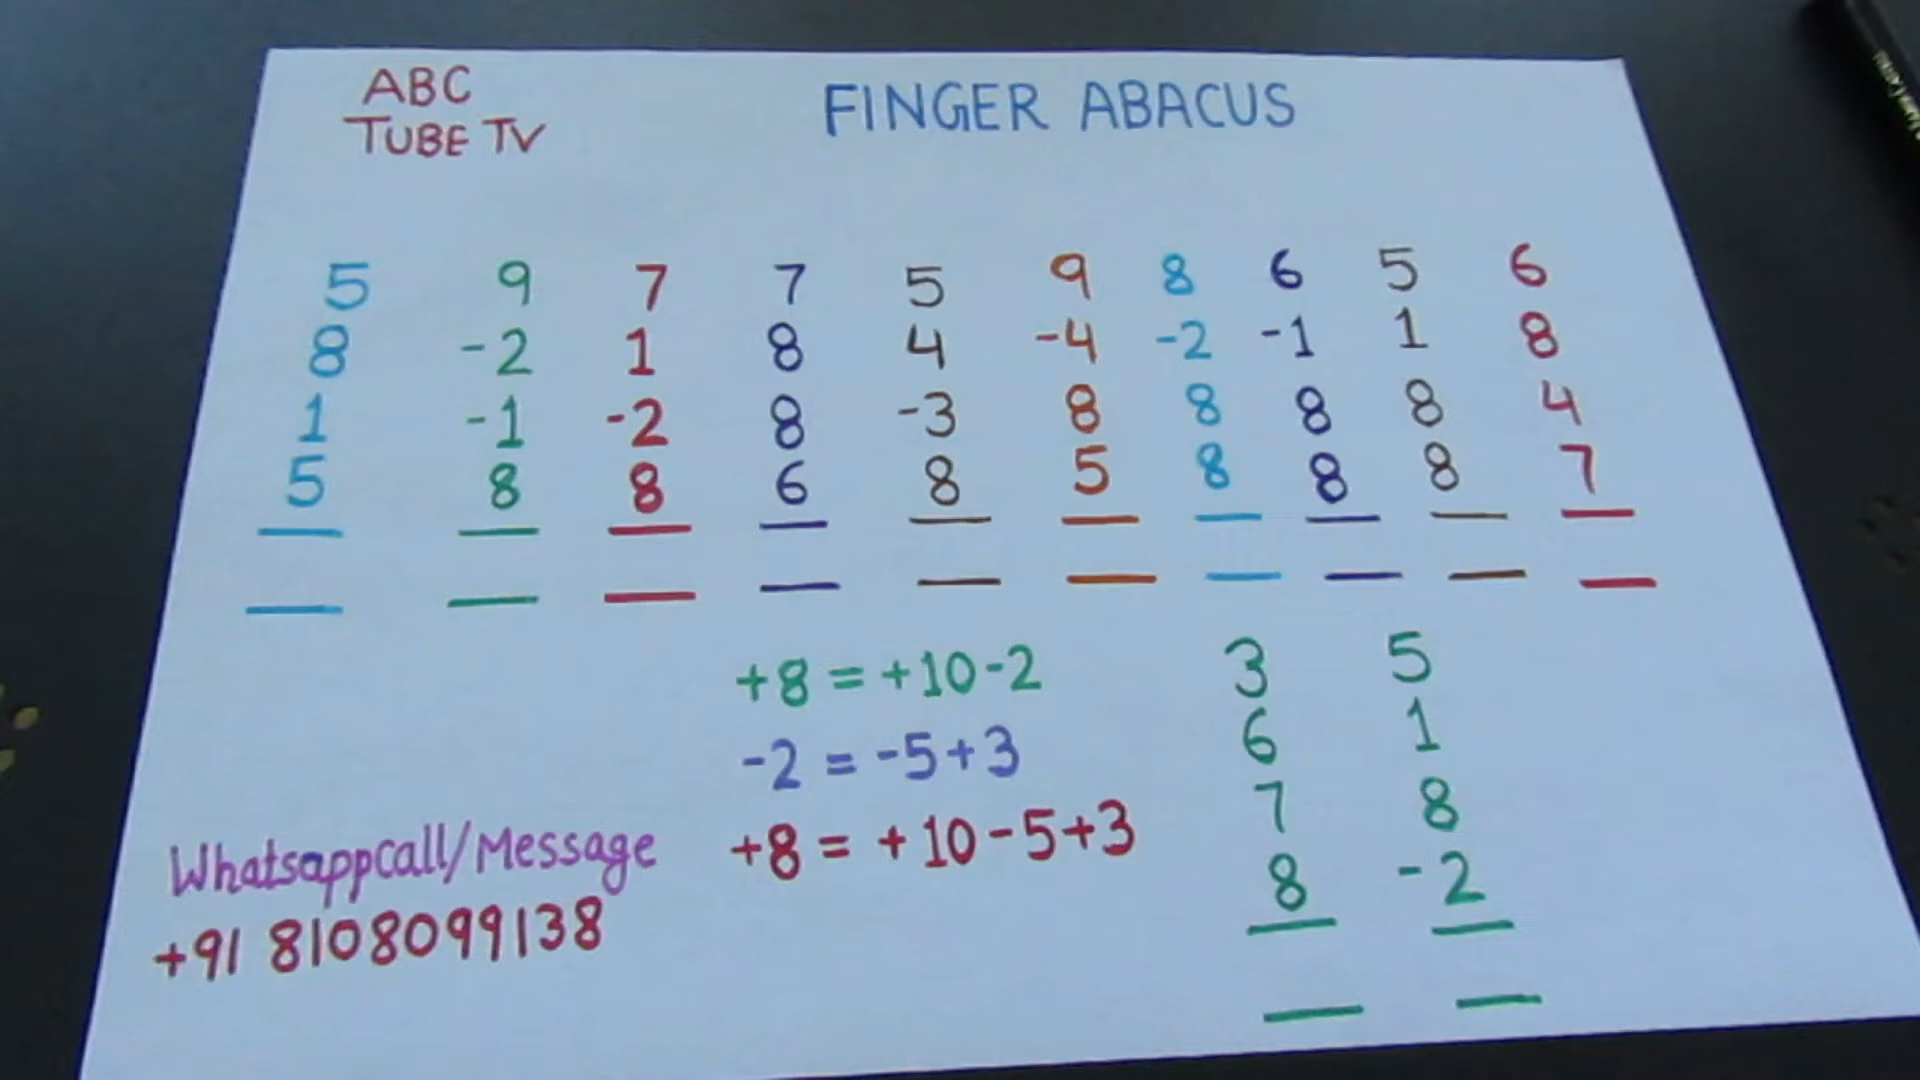 ABC
TUBE TV
FINGER ABACUS
5 9 7 7 5 9 8 6 5 6
8 -2 1 8 4 -4 -2 -1 1 8
1 -1 -2 8 -3 8 8 8 8 4
5 8 8 6 8 5 8 8 8 7
+8 = +10-2
-2 = -5+3
+8 = +10-5+3
3 5
6 1
7 8
8 -2
Whatsappcall/Message
+91 8108099138